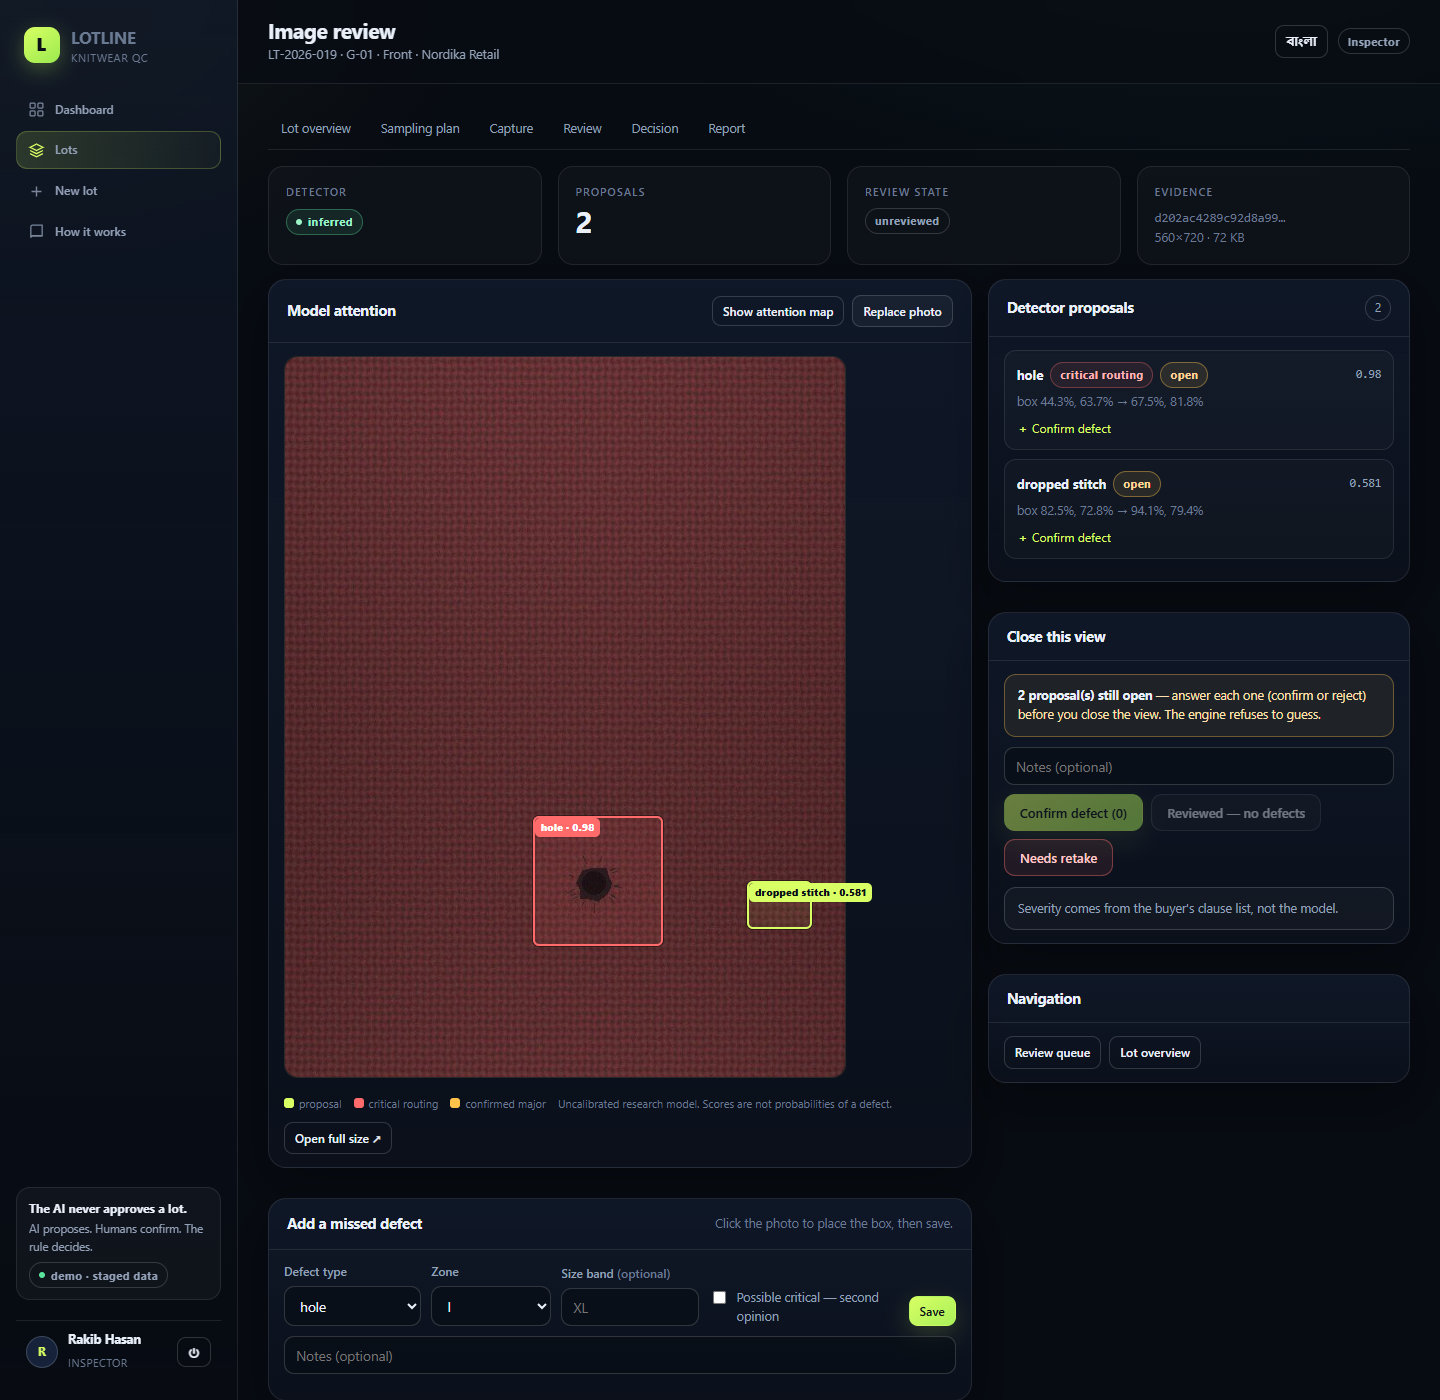 L
LOTLINE
KNITWEAR QC
Dashboard
Lots
New lot
How it works
The AI never approves a lot.
AI proposes. Humans confirm. The
rule decides.
demo · staged data
R
Rakib Hasan
INSPECTOR
Image review
LT-2026-019 · G-01 · Front · Nordika Retail
বাংলা
Inspector
Lot overview
Sampling plan
Capture
Review
Decision
Report
DETECTOR
inferred
PROPOSALS
2
REVIEW STATE
unreviewed
EVIDENCE
d202ac4289c92d8a99…
560×720 · 72 KB
Model attention
Show attention map
Replace photo
hole · 0.98
dropped stitch · 0.581
proposal
critical routing
confirmed major
Uncalibrated research model. Scores are not probabilities of a defect.
Open full size ↗
Add a missed defect
Click the photo to place the box, then save.
Defect type
Zone
Size band (optional)
hole
I
XL
Possible critical — second
opinion
Save
Notes (optional)
Detector proposals
2
hole
critical routing
open
0.98
box 44.3%, 63.7% → 67.5%, 81.8%
+ Confirm defect
dropped stitch
open
0.581
box 82.5%, 72.8% → 94.1%, 79.4%
+ Confirm defect
Close this view
2 proposal(s) still open — answer each one (confirm or reject)
before you close the view. The engine refuses to guess.
Notes (optional)
Confirm defect (0)
Reviewed — no defects
Needs retake
Severity comes from the buyer's clause list, not the model.
Navigation
Review queue
Lot overview